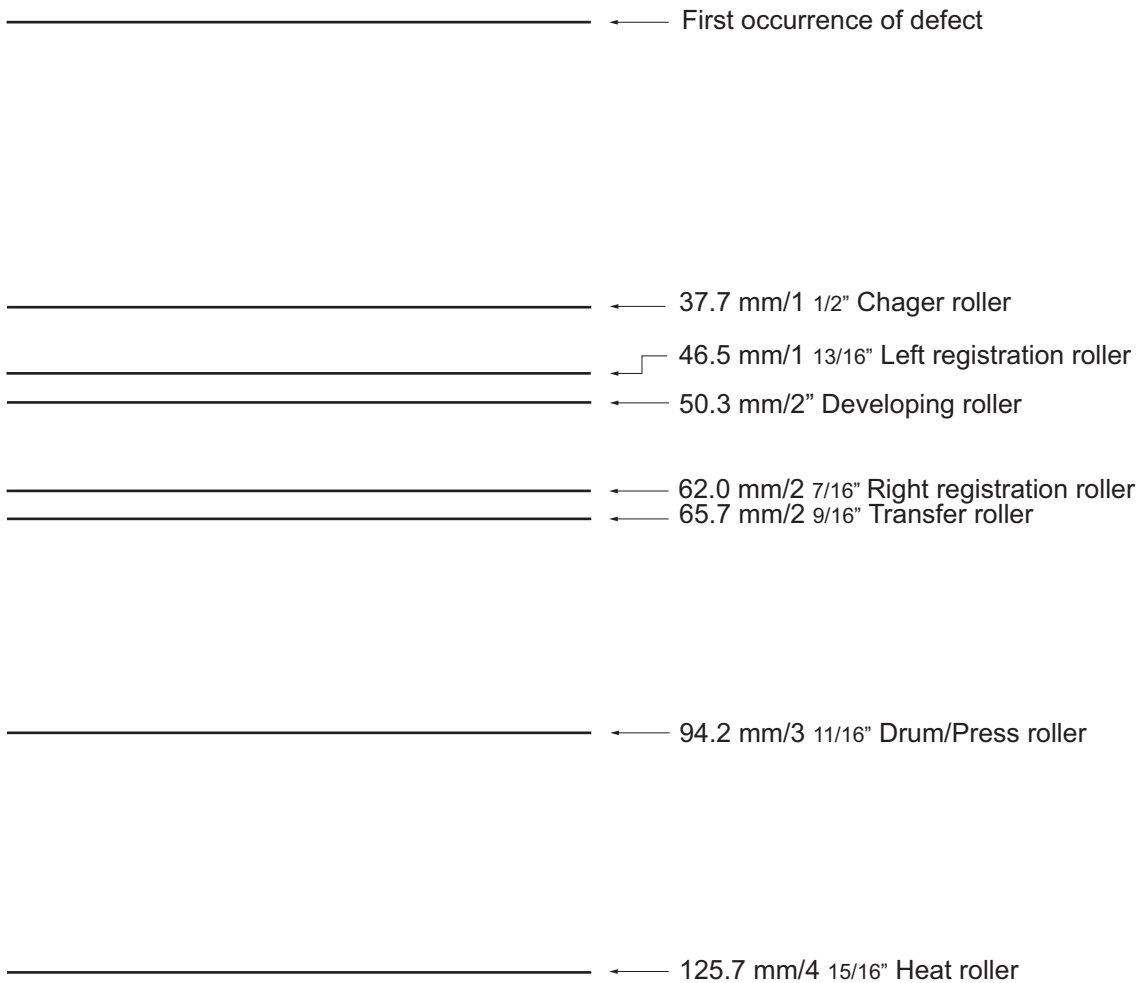 First occurrence of defect
37.7 mm/1 1/2” Chager roller
46.5 mm/1 13/16” Left registration roller
50.3 mm/2” Developing roller
62.0 mm/2 7/16” Right registration roller
65.7 mm/2 9/16” Transfer roller
94.2 mm/3 11/16” Drum/Press roller
125.7 mm/4 15/16” Heat roller